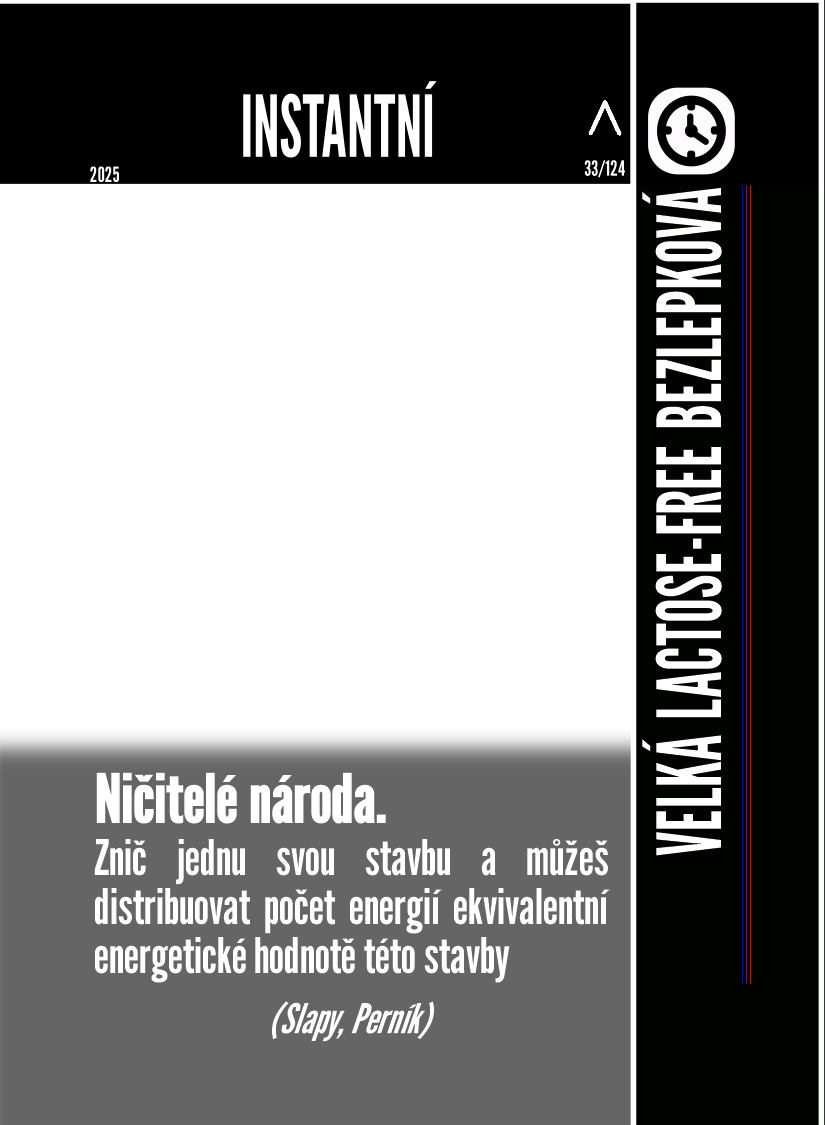 INSTANTNÍ
2025
33/124
VELKÁ LACTOSE-FREE BEZLEPKOVÁ
Ničitelé národa.
Znič jednu svou stavbu a můžeš
distribuovat počet energií ekvivalentní
energetické hodnotě této stavby
(Slapy, Perník)